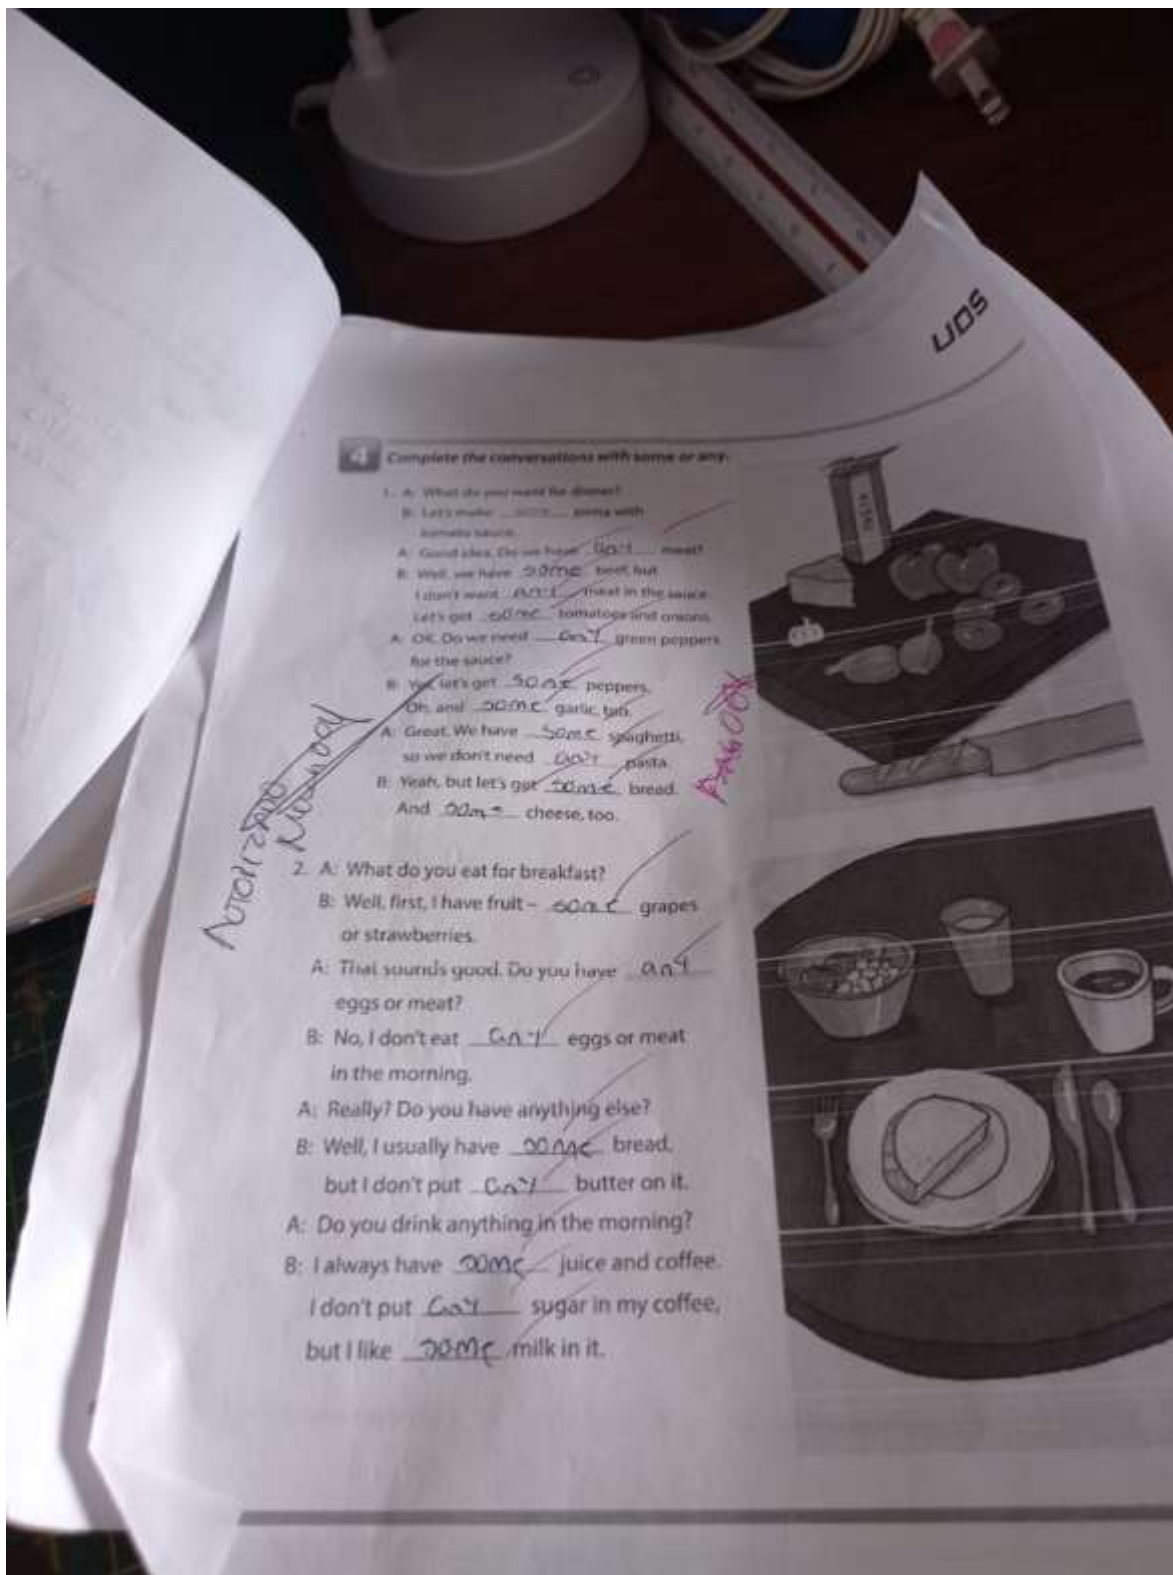 UDS
4 Complete the conversations with some or any.
1. A: What do you want for dinner?
B: Let's make some pasta with
tomato sauce.
A: Good idea. Do we have any meat?
B: Well, we have some beef, but
I don't want any meat in the sauce.
Let's get some tomatoes and onions.
A: OK. Do we need any green peppers
for the sauce?
B: Yes, let's get some peppers.
Oh, and some garlic, too.
A: Great. We have some spaghetti,
so we don't need any pasta.
B: Yeah, but let's get some bread.
And some cheese, too.
2. A: What do you eat for breakfast?
B: Well, first, I have fruit – some grapes
or strawberries.
A: That sounds good. Do you have any
eggs or meat?
B: No, I don't eat any eggs or meat
in the morning.
A: Really? Do you have anything else?
B: Well, I usually have some bread,
but I don't put any butter on it.
A: Do you drink anything in the morning?
B: I always have some juice and coffee.
I don't put any sugar in my coffee,
but I like some milk in it.